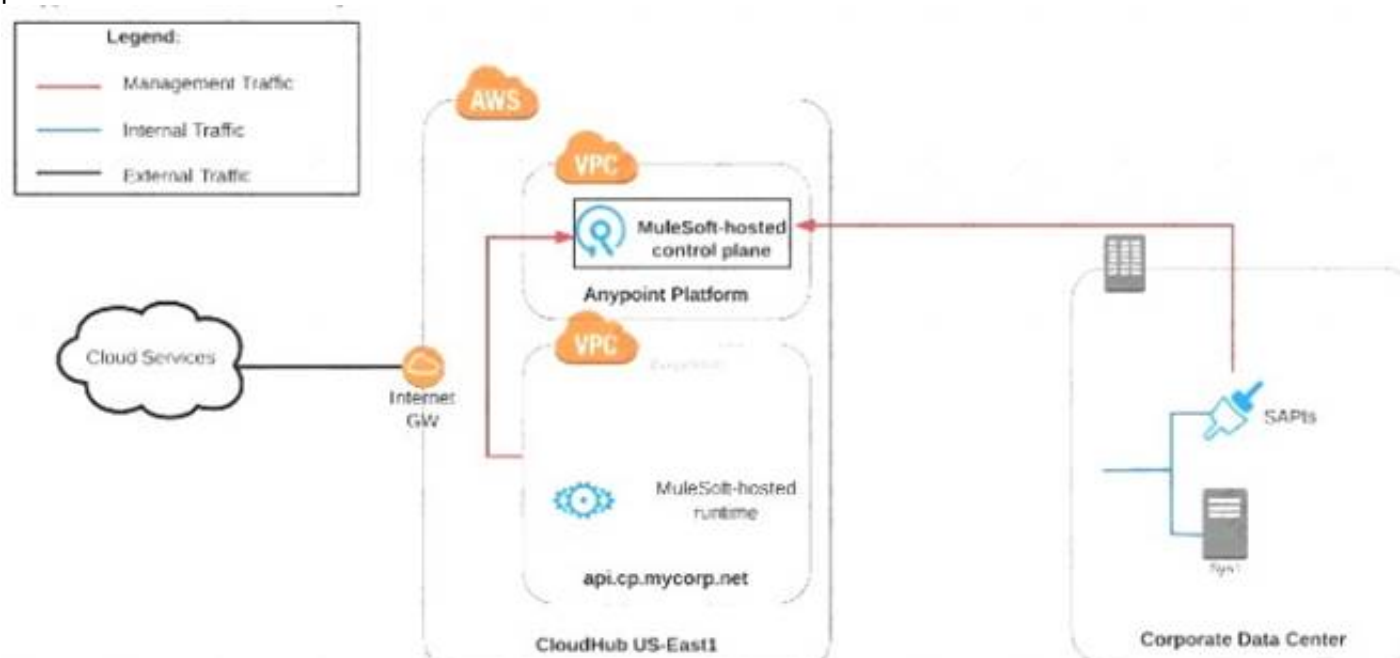 Legend:
Management Traffic
Internal Traffic
External Traffic
AWS
VPC
MuleSoft-hosted
control plane
Anypoint Platform
VPC
Cloud Services
Internet
GW
MuleSoft-hosted
runtime
api.cp.mycorp.net
CloudHub US-East1
SAPIs
Corporate Data Center